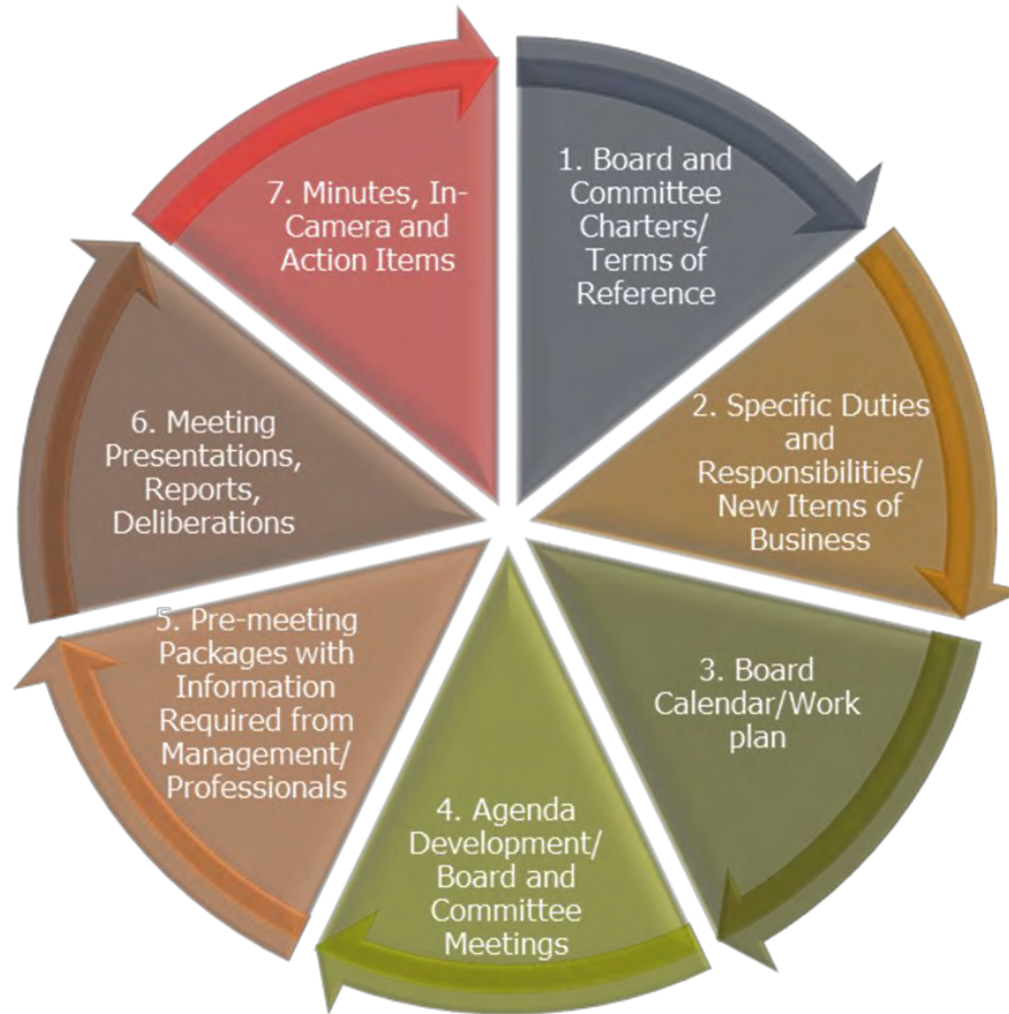 1. Board and
Committee
Charters/
Terms of
Reference
2. Specific Duties
and
Responsibilities/
New Items of
Business
3. Board
Calendar/Work
plan
4. Agenda
Development/
Board and
Committee
Meetings
5. Pre-meeting
Packages with
Information
Required from
Management/
Professionals
6. Meeting
Presentations,
Reports,
Deliberations
7. Minutes, In-
Camera and
Action Items